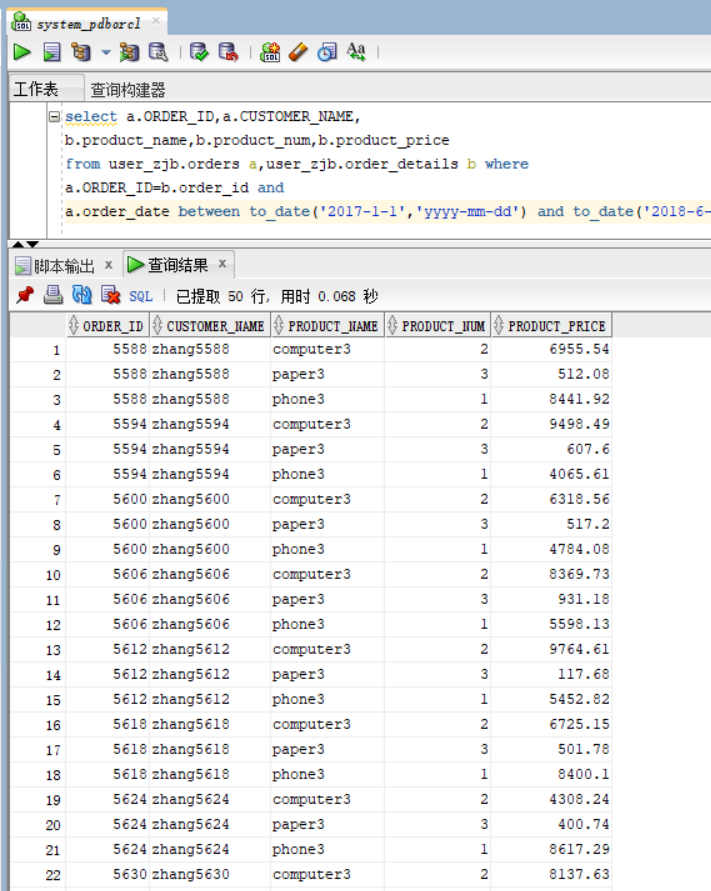 system_pdborcl
工作表 查询构建器
select a.ORDER_ID,a.CUSTOMER_NAME,
b.product_name,b.product_num,b.product_price
from user_zjb.orders a,user_zjb.order_details b where
a.ORDER_ID=b.order_id and
a.order_date between to_date('2017-1-1','yyyy-mm-dd') and to_date('2018-6-
脚本输出 x 查询结果 x
SQL | 已提取 50 行, 用时 0.068 秒
ORDER_ID CUSTOMER_NAME PRODUCT_NAME PRODUCT_NUM PRODUCT_PRICE
1 5588 zhang5588 computer3 2 6955.54
2 5588 zhang5588 paper3 3 512.08
3 5588 zhang5588 phone3 1 8441.92
4 5594 zhang5594 computer3 2 9498.49
5 5594 zhang5594 paper3 3 607.6
6 5594 zhang5594 phone3 1 4065.61
7 5600 zhang5600 computer3 2 6318.56
8 5600 zhang5600 paper3 3 517.2
9 5600 zhang5600 phone3 1 4784.08
10 5606 zhang5606 computer3 2 8369.73
11 5606 zhang5606 paper3 3 931.18
12 5606 zhang5606 phone3 1 5598.13
13 5612 zhang5612 computer3 2 9764.61
14 5612 zhang5612 paper3 3 117.68
15 5612 zhang5612 phone3 1 5452.82
16 5618 zhang5618 computer3 2 6725.15
17 5618 zhang5618 paper3 3 501.78
18 5618 zhang5618 phone3 1 8400.1
19 5624 zhang5624 computer3 2 4308.24
20 5624 zhang5624 paper3 3 400.74
21 5624 zhang5624 phone3 1 8617.29
22 5630 zhang5630 computer3 2 8137.63